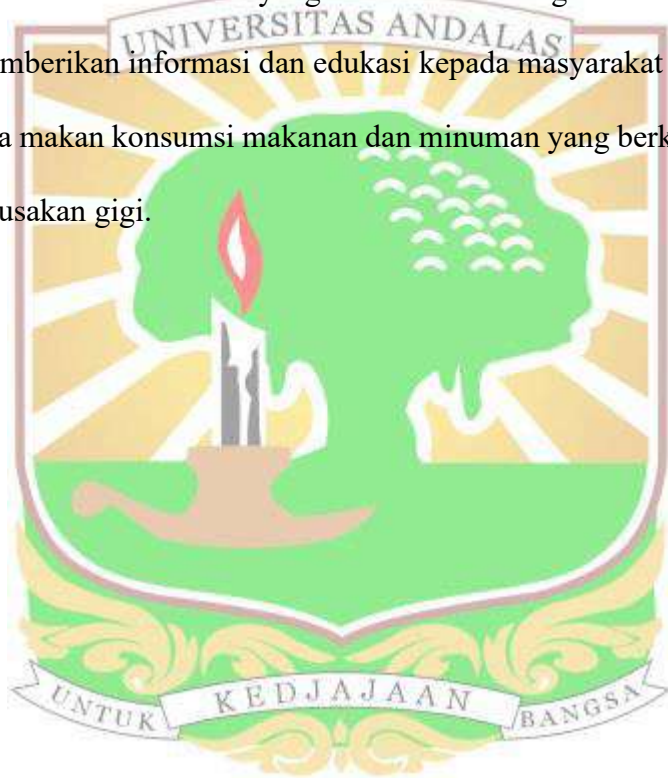 yang
UNIVERSITAS ANDALAS
mberikan informasi dan edukasi kepada masyarakat
a makan konsumsi makanan dan minuman yang berk
usakan gigi.
UNTUK KEDJAJAAN BANGSA